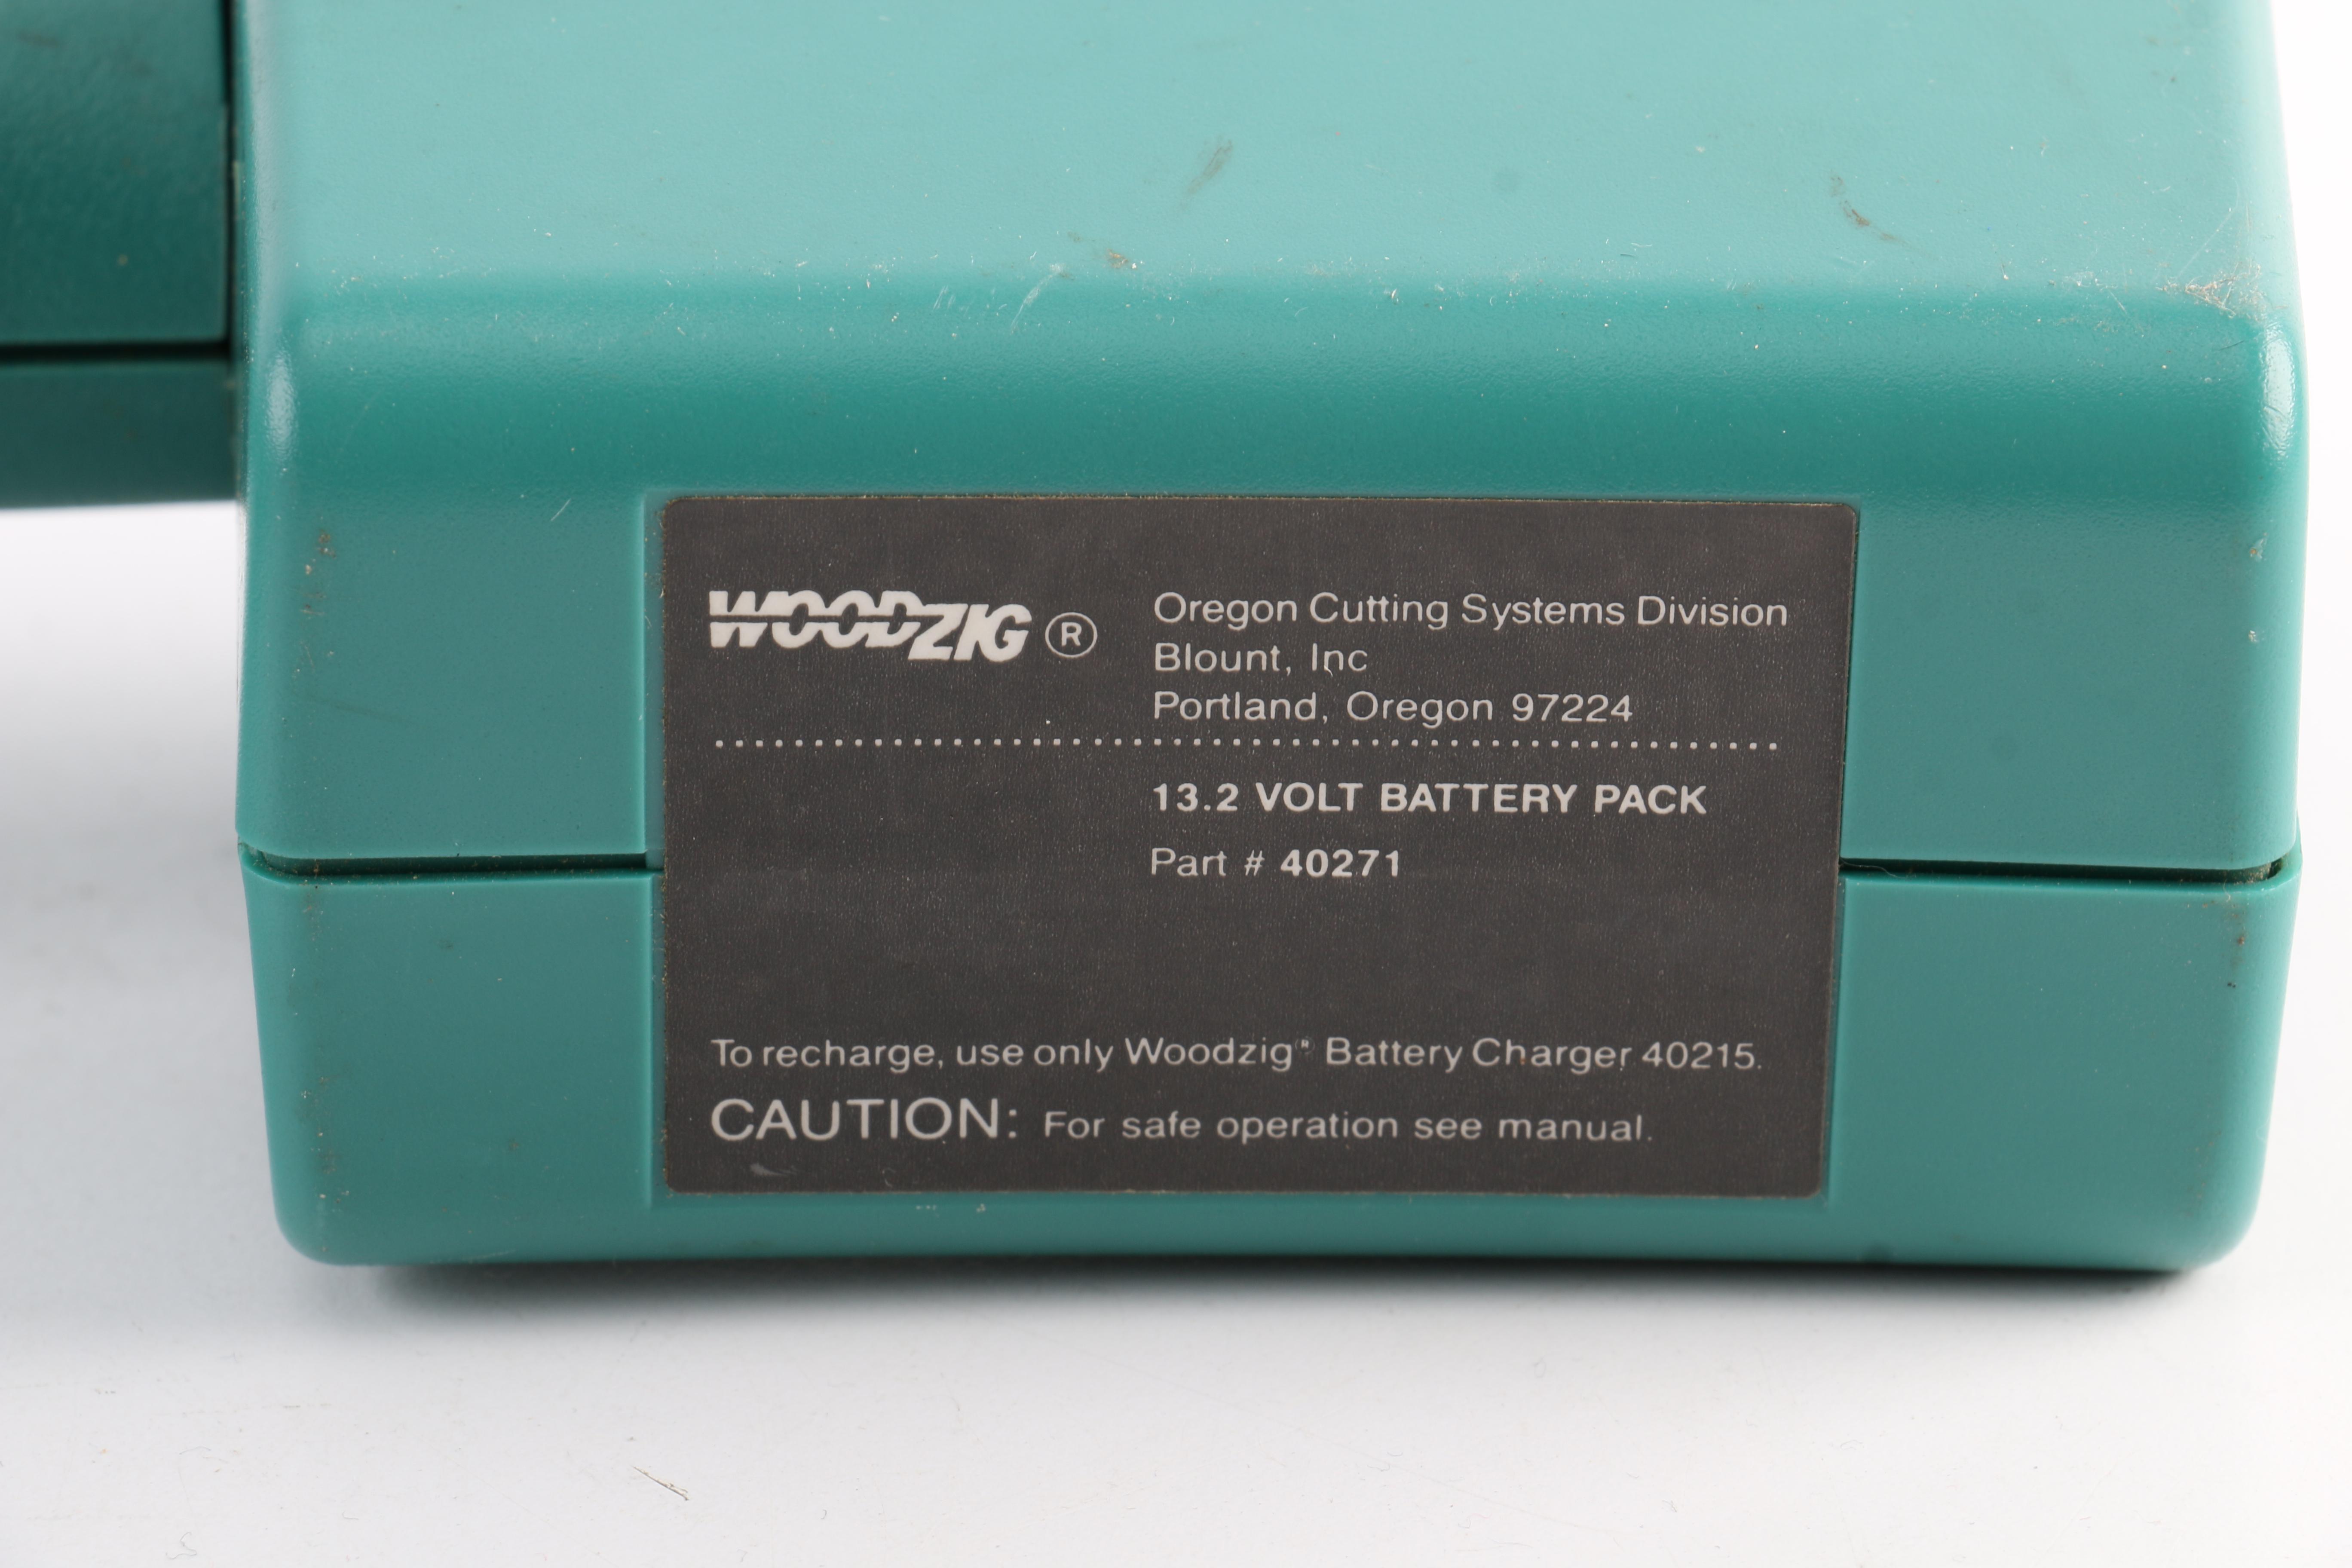 WOODZIG ®
Oregon Cutting Systems Division
Blount, Inc
Portland, Oregon 97224
13.2 VOLT BATTERY PACK
Part # 40271
To recharge, use only Woodzig™ Battery Charger 40215.
CAUTION: For safe operation see manual.